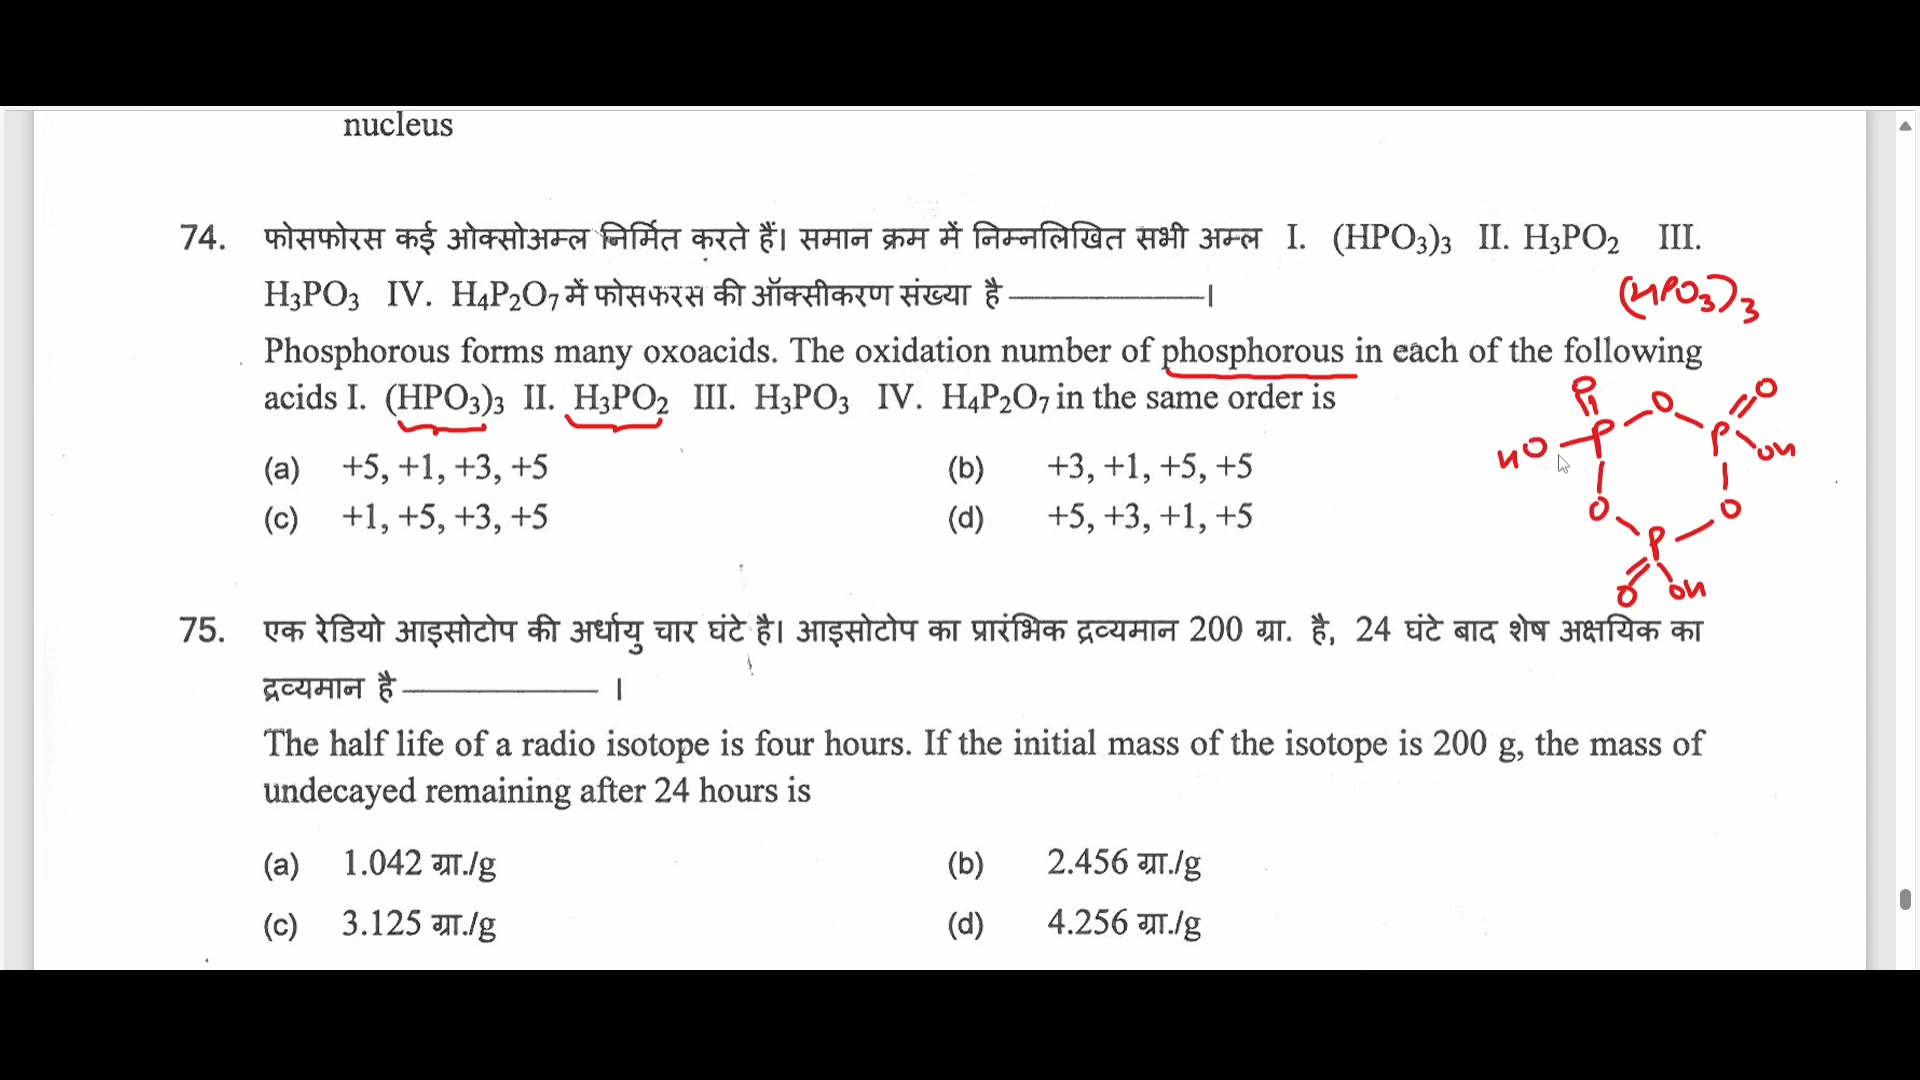 nucleus
74. फोसफोरस कई ओक्सोअम्ल निर्मित करते हैं। समान क्रम में निम्नलिखित सभी अम्ल I. (HPO₃)₃ II. H₃PO₂ III.
H₃PO₃ IV. H₄P₂O₇ में फोसफरस की ऑक्सीकरण संख्या है ————।
(HPO₃)₃
Phosphorous forms many oxoacids. The oxidation number of phosphorous in each of the following
acids I. (HPO₃)₃ II. H₃PO₂ III. H₃PO₃ IV. H₄P₂O₇ in the same order is
(a) +5, +1, +3, +5 (b) +3, +1, +5, +5
(c) +1, +5, +3, +5 (d) +5, +3, +1, +5
O O O
HO P P OH
O O
P
O OH
75. एक रेडियो आइसोटोप की अर्धायु चार घंटे है। आइसोटोप का प्रारंभिक द्रव्यमान 200 ग्रा. है, 24 घंटे बाद शेष अक्षयिक का
द्रव्यमान है ———— ।
The half life of a radio isotope is four hours. If the initial mass of the isotope is 200 g, the mass of
undecayed remaining after 24 hours is
(a) 1.042 ग्रा./g (b) 2.456 ग्रा./g
(c) 3.125 ग्रा./g (d) 4.256 ग्रा./g